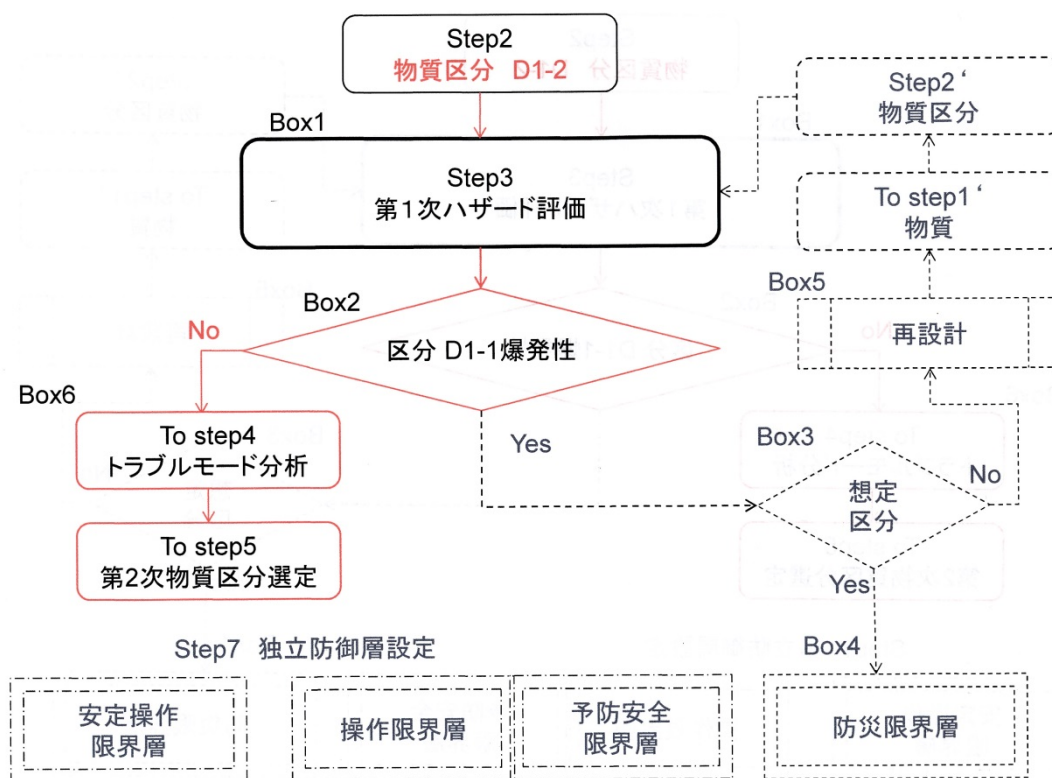 Step2
物質区分 D1-2
Step2‘
物質区分
Box1
Step3
第1次ハザード評価
To step1‘
物質
Box5
再設計
Box2
No
区分 D1-1爆発性
Box6
To step4
トラブルモード分析
Yes
Box3
No
想定
区分
To step5
第2次物質区分選定
Yes
Step7 独立防御層設定
Box4
安定操作
限界層
操作限界層
予防安全
限界層
防災限界層